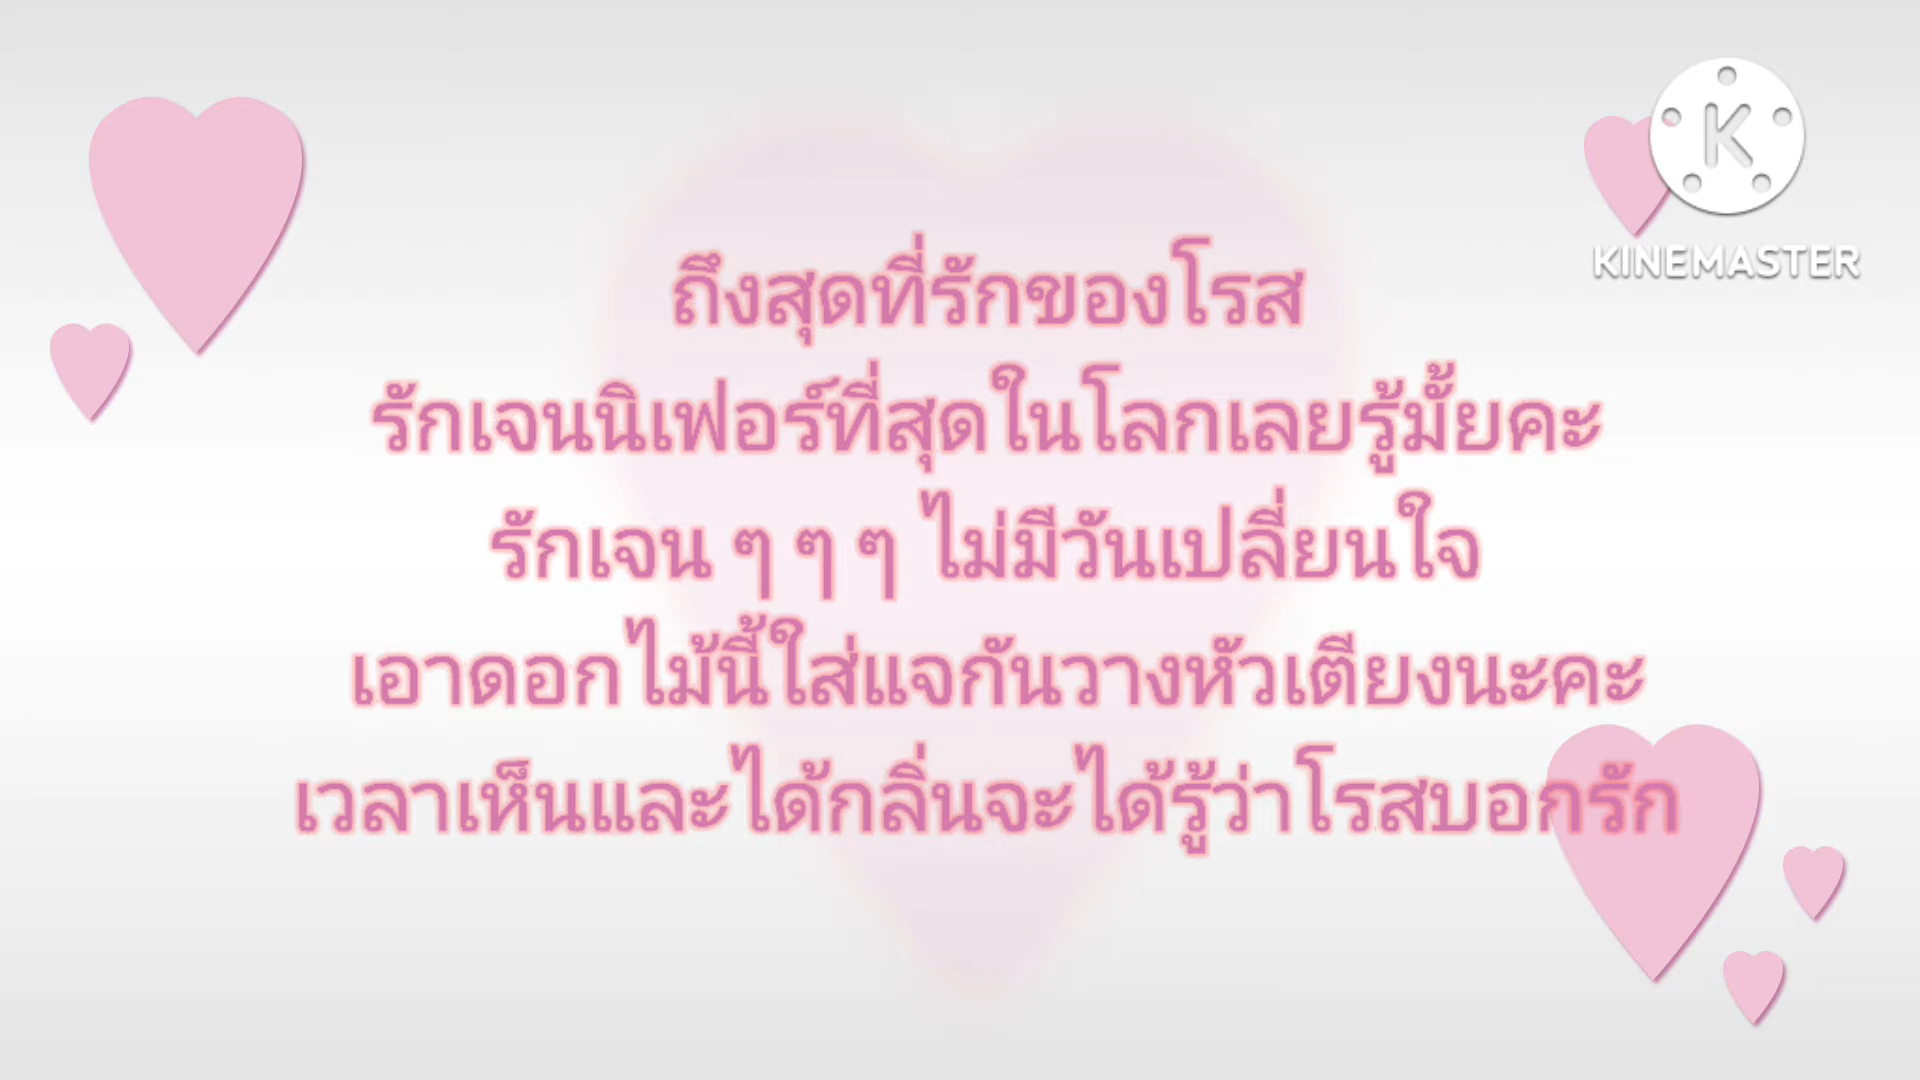 ถึงสุดที่รักของโรส
รักเจนนิเฟอร์ที่สุดในโลกเลยรู้มั้ยคะ
รักเจน ๆ ๆ ๆ ไม่มีวันเปลี่ยนใจ
เอาดอกไม้นี้ใส่แจกันวางหัวเตียงนะคะ
เวลาเห็นและได้กลิ่นจะได้รู้ว่าโรสบอกรัก
K
KINEMASTER